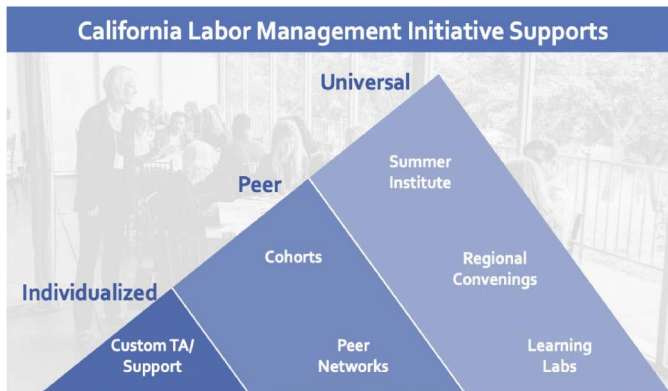 California Labor Management Initiative Supports
Universal
Summer
Institute
Peer
Cohorts
Regional
Convenings
Individualized
Custom TA/
Support
Peer
Networks
Learning
Labs